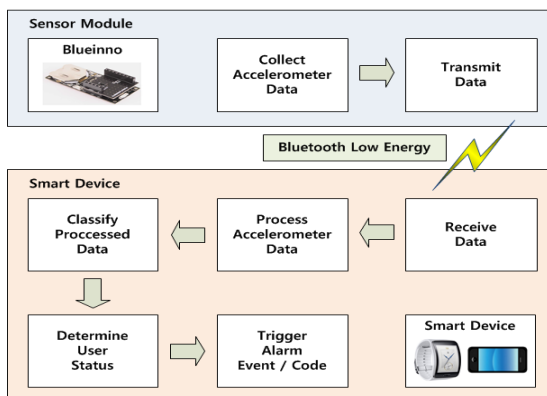 Sensor Module
Blueinno
Collect
Accelerometer
Data
Transmit
Data
Bluetooth Low Energy
Smart Device
Classify
Proccessed
Data
Process
Accelerometer
Data
Receive
Data
Determine
User
Status
Trigger
Alarm
Event / Code
Smart Device